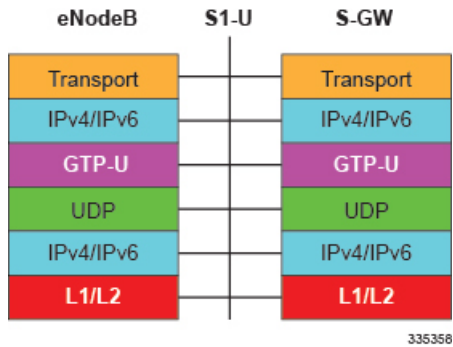 eNodeB S1-U S-GW
Transport Transport
IPv4/IPv6 IPv4/IPv6
GTP-U GTP-U
UDP UDP
IPv4/IPv6 IPv4/IPv6
L1/L2 L1/L2
335358